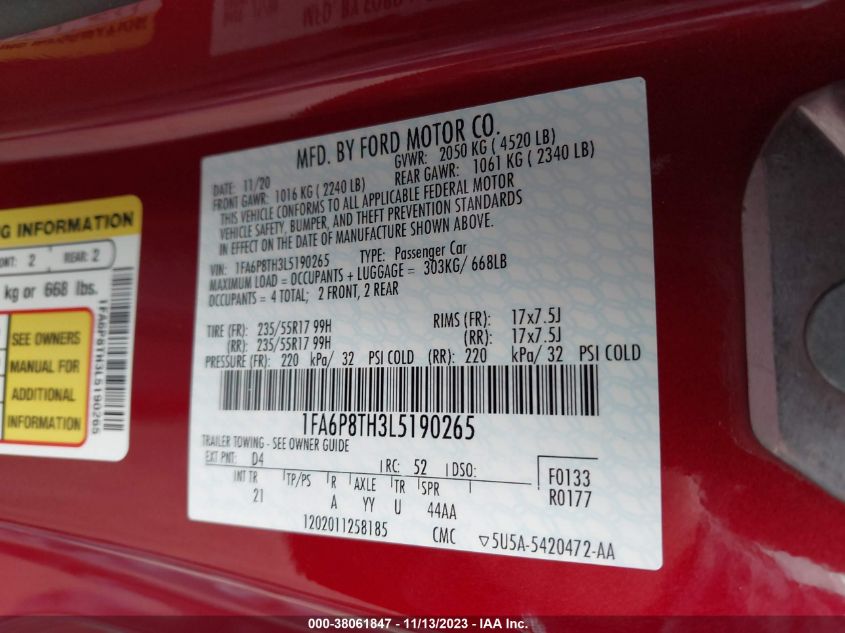 MFD. BY FORD MOTOR CO.
DATE: 11/20 GVWR: 2050 KG ( 4520 LB)
FRONT GAWR: 1016 KG ( 2240 LB) REAR GAWR: 1061 KG ( 2340 LB)
THIS VEHICLE CONFORMS TO ALL APPLICABLE FEDERAL MOTOR
VEHICLE SAFETY, BUMPER, AND THEFT PREVENTION STANDARDS
IN EFFECT ON THE DATE OF MANUFACTURE SHOWN ABOVE.
VIN: 1FA6P8TH3L5190265 TYPE: Passenger Car
MAXIMUM LOAD = OCCUPANTS + LUGGAGE = 303KG/ 668LB
OCCUPANTS = 4 TOTAL; 2 FRONT, 2 REAR
TIRE (FR): 235/55R17 99H RIMS (FR): 17x7.5J
(RR): 235/55R17 99H (RR): 17x7.5J
PRESSURE (FR): 220 kPa/ 32 PSI COLD (RR): 220 kPa/ 32 PSI COLD
1FA6P8TH3L5190265
TRAILER TOWING - SEE OWNER GUIDE
EXT PNT: D4 RC: 52 DSO: F0133
INT TR TP/PS R AXLE TR SPR R0177
21 A YY U 44AA
1202011258185 CMC ▽5U5A-5420472-AA
G INFORMATION
ONT: 2 REAR: 2
kg or 668 lbs.
SEE OWNERS
MANUAL FOR
ADDITIONAL
INFORMATION
1FA6P8TH3L5190265
000-38061847 - 11/13/2023 - IAA Inc.